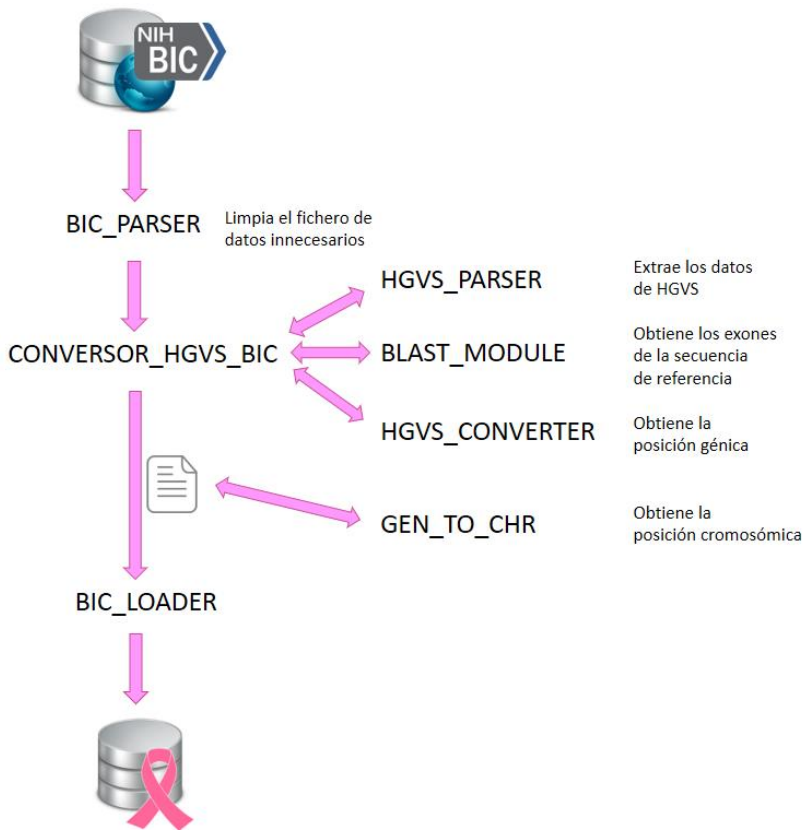 NIH
BIC
BIC_PARSER
Limpia el fichero de
datos innecesarios
HGVS_PARSER
Extrae los datos
de HGVS
CONVERSOR_HGVS_BIC
BLAST_MODULE
Obtiene los exones
de la secuencia
de referencia
HGVS_CONVERTER
Obtiene la
posición génica
GEN_TO_CHR
Obtiene la
posición cromosómica
BIC_LOADER